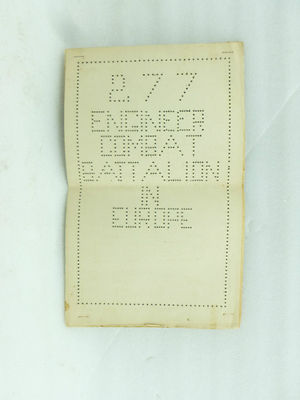 277
ENGINEER
COMBAT
BATTALION
IN
EUROPE